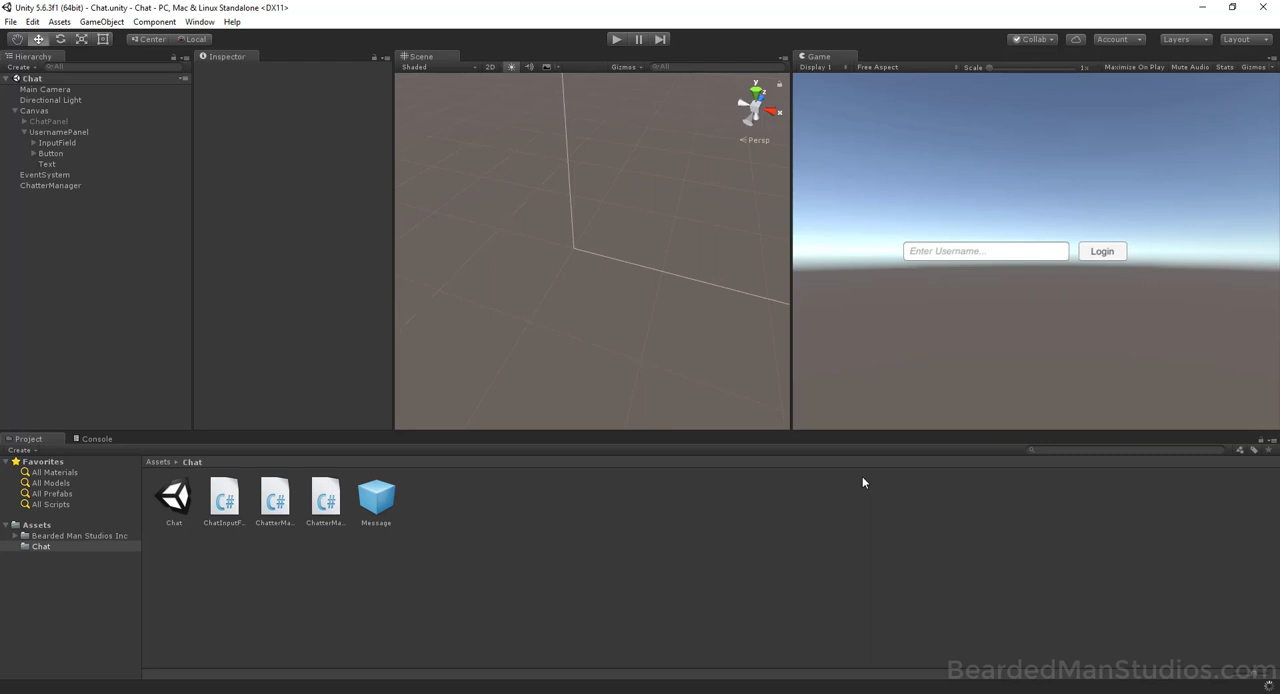 Unity 5.6.3f1 (64bit) - Chat.unity - Chat - PC, Mac & Linux Standalone <DX11>
File Edit Assets GameObject Component Window Help
Center Local Collab Account Layers Layout
Hierarchy
Create All
Chat
Main Camera
Directional Light
Canvas
ChatPanel
UsernamePanel
InputField
Button
Text
EventSystem
ChatterManager
Inspector
Scene
Shaded 2D Gizmos All
y
z
x
Persp
Game
Display 1 Free Aspect Scale 1x Maximize On Play Mute Audio Stats Gizmos
Enter Username... Login
Project Console
Create
Favorites
All Materials
All Models
All Prefabs
All Scripts
Assets
Bearded Man Studios Inc
Chat
Assets Chat
C# C# C#
Chat ChatInputF... ChatterMa... ChatterMa... Message
BeardedManStudios.com